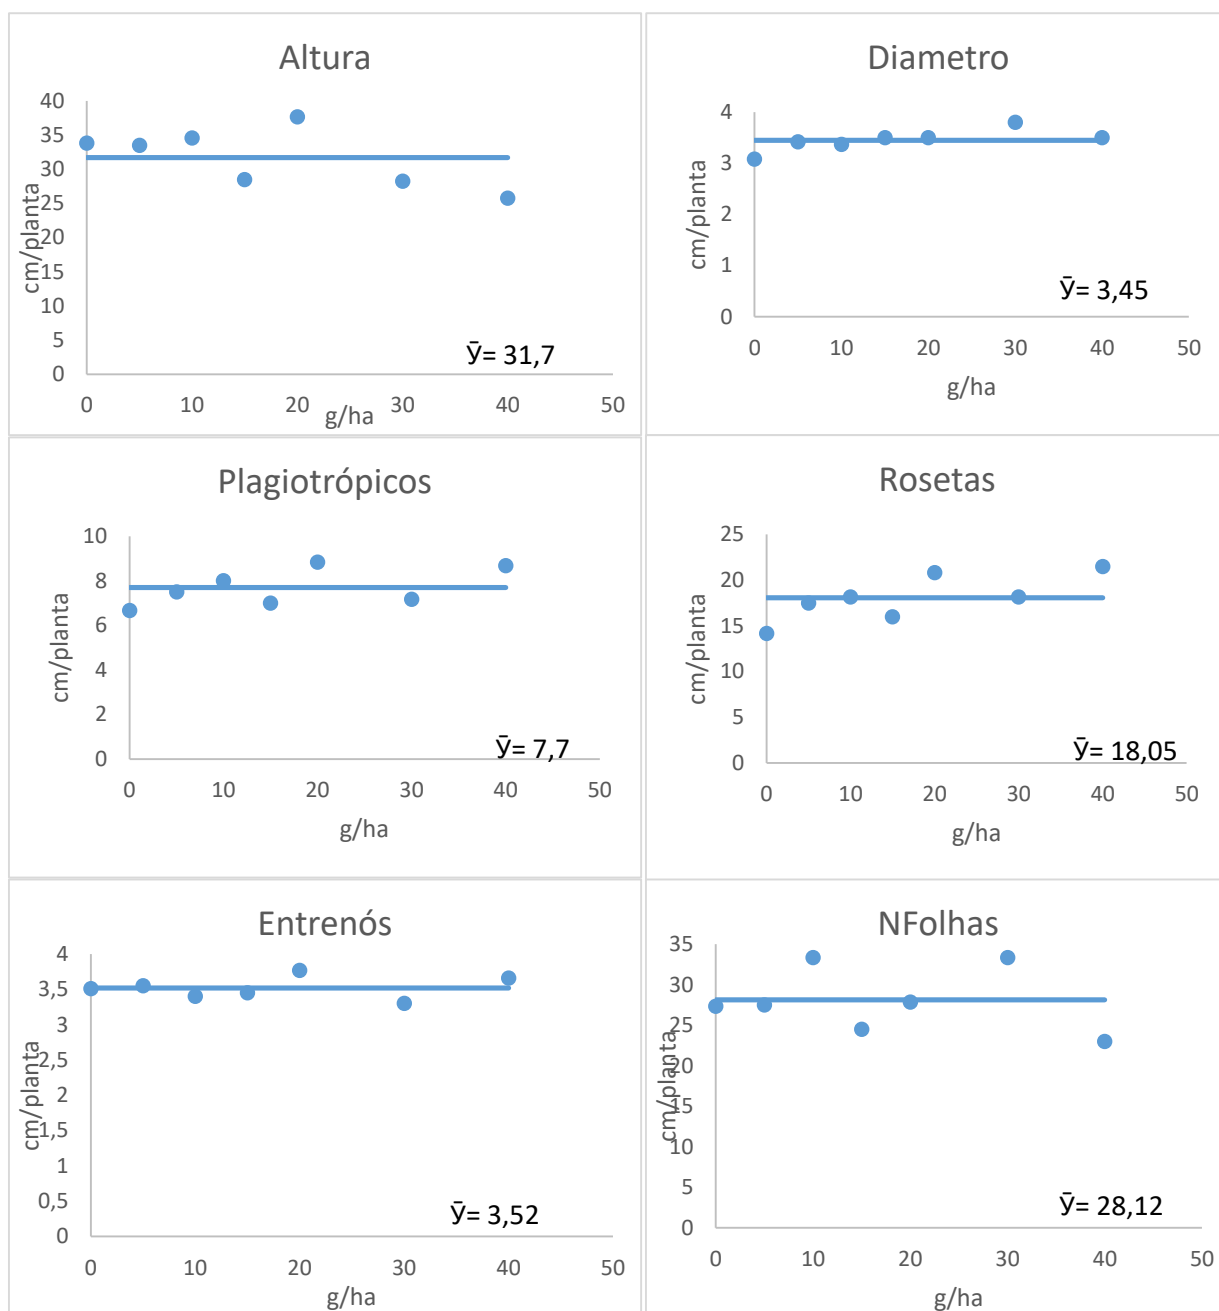 Altura
40
35
30
25
20
15
10
5
0
cm/planta
0 10 20 30 40 50
g/ha
ȳ= 31,7
Diametro
4
3
2
1
0
cm/planta
0 10 20 30 40 50
g/ha
ȳ= 3,45
Plagiotrópicos
10
8
6
4
2
0
cm/planta
0 10 20 30 40 50
g/ha
ȳ= 7,7
Rosetas
25
20
15
10
5
0
cm/planta
0 10 20 30 40 50
g/ha
ȳ= 18,05
Entrenós
4
3,5
3
2,5
2
1,5
1
0,5
0
cm/planta
0 10 20 30 40 50
g/ha
ȳ= 3,52
NFolhas
35
30
25
20
15
10
5
0
cm/planta
0 10 20 30 40 50
g/ha
ȳ= 28,12